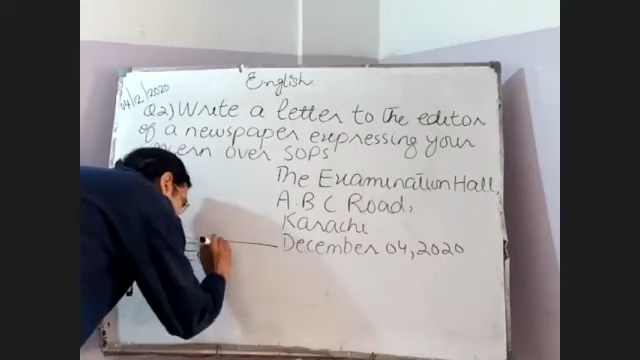 English
04/12/2020
Q2) Write a letter to the editor
of a newspaper expressing your
over SOPs
The Examination Hall,
A.B C Road,
Karachi
December 04, 2020